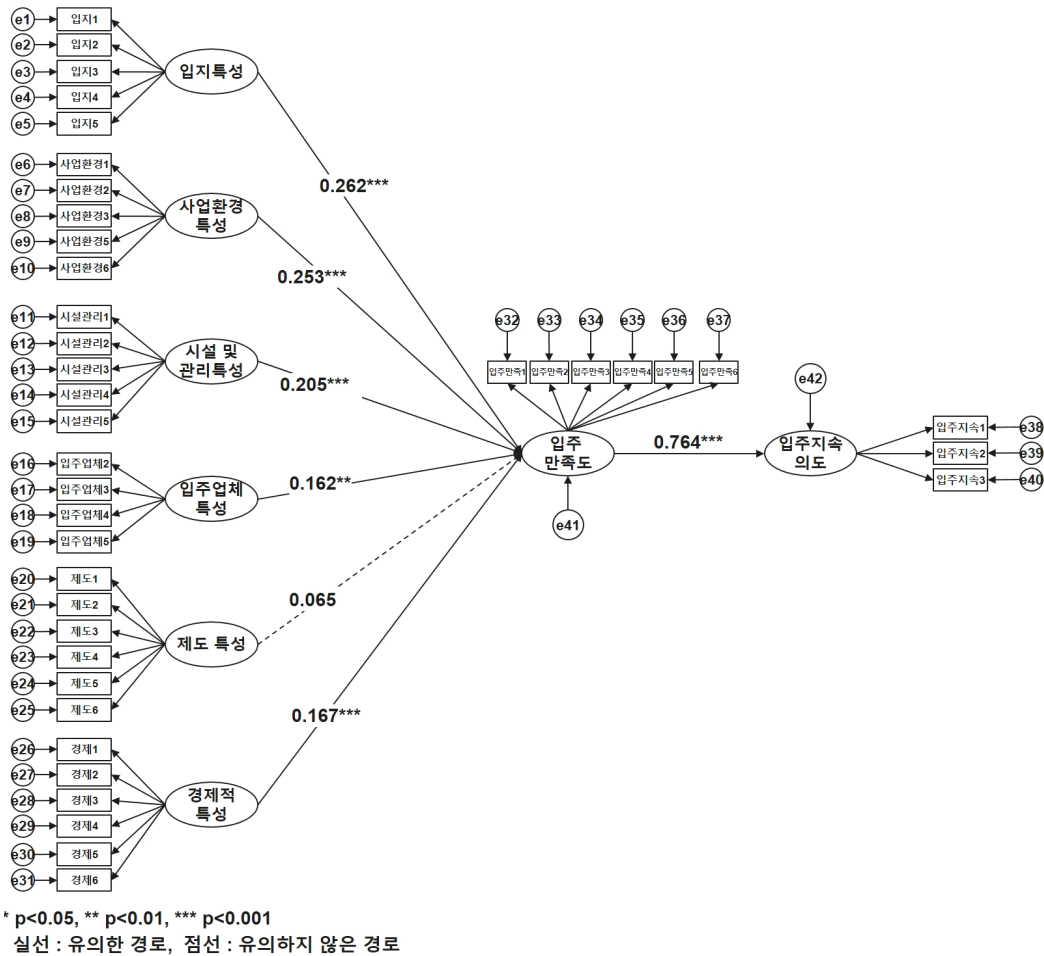 e1 입지1
e2 입지2
e3 입지3
e4 입지4
e5 입지5
입지특성
e6 사업환경1
e7 사업환경2
e8 사업환경3
e9 사업환경5
e10 사업환경6
사업환경
특성
e11 시설관리1
e12 시설관리2
e13 시설관리3
e14 시설관리4
e15 시설관리5
시설 및
관리특성
e16 입주업체2
e17 입주업체3
e18 입주업체4
e19 입주업체5
입주업체
특성
e20 제도1
e21 제도2
e22 제도3
e23 제도4
e24 제도5
e25 제도6
제도 특성
e26 경제1
e27 경제2
e28 경제3
e29 경제4
e30 경제5
e31 경제6
경제적
특성
0.262***
0.253***
0.205***
0.162**
0.065
0.167***
e32 e33 e34 e35 e36 e37
입주만족1 입주만족2 입주만족3 입주만족4 입주만족5 입주만족6
입주
만족도
e41
0.764***
e42
입주지속
의도
입주지속1 e38
입주지속2 e39
입주지속3 e40
* p<0.05, ** p<0.01, *** p<0.001
실선 : 유의한 경로, 점선 : 유의하지 않은 경로